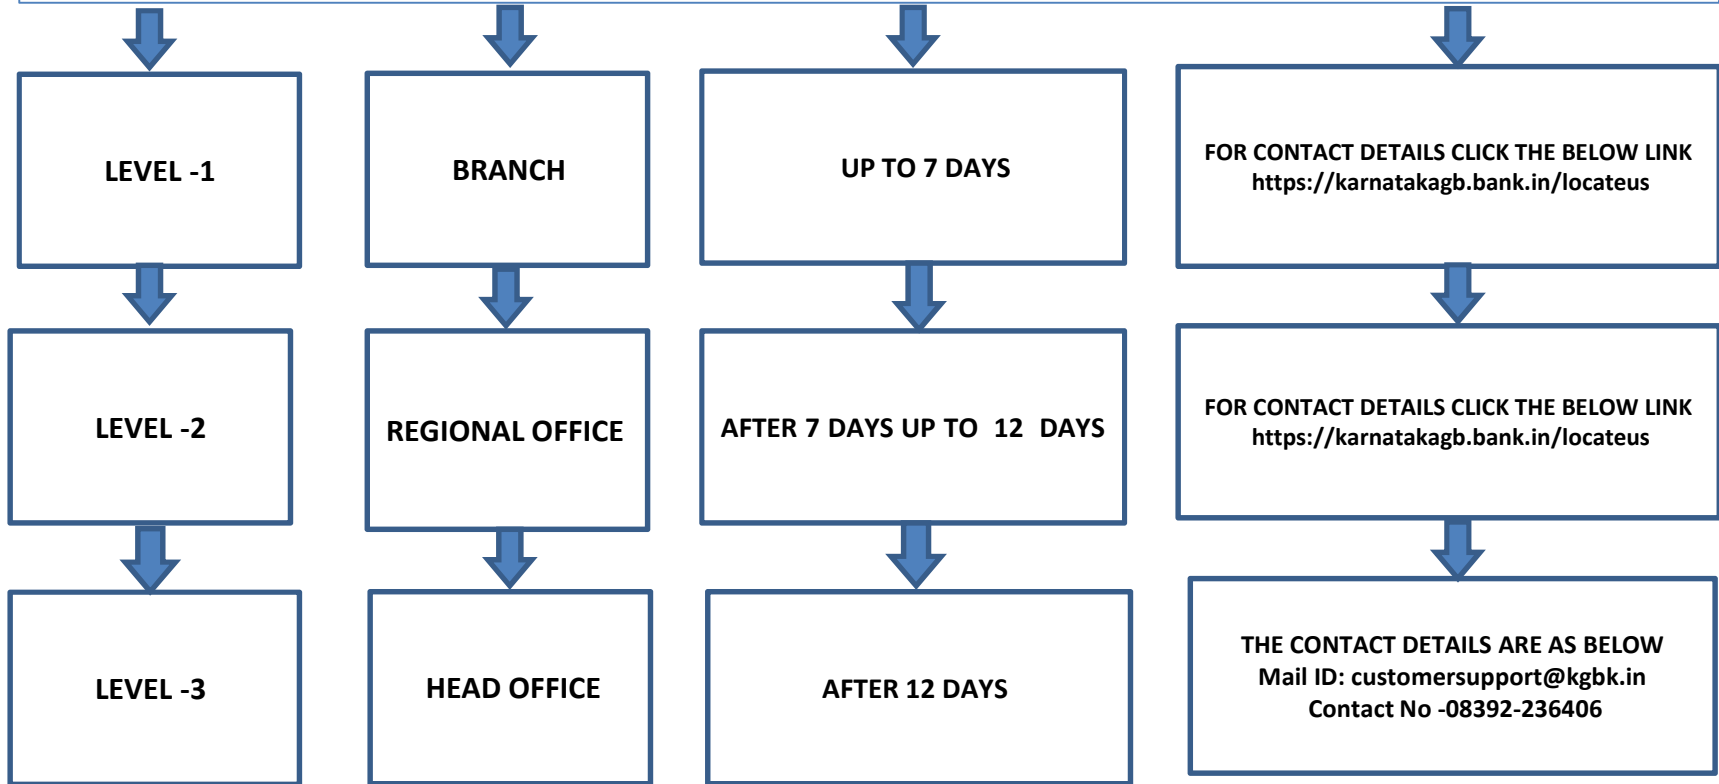 LEVEL -1
BRANCH
UP TO 7 DAYS
FOR CONTACT DETAILS CLICK THE BELOW LINK
https://karnatakagb.bank.in/locateus
LEVEL -2
REGIONAL OFFICE
AFTER 7 DAYS UP TO 12 DAYS
FOR CONTACT DETAILS CLICK THE BELOW LINK
https://karnatakagb.bank.in/locateus
LEVEL -3
HEAD OFFICE
AFTER 12 DAYS
THE CONTACT DETAILS ARE AS BELOW
Mail ID: customersupport@kgbk.in
Contact No -08392-236406